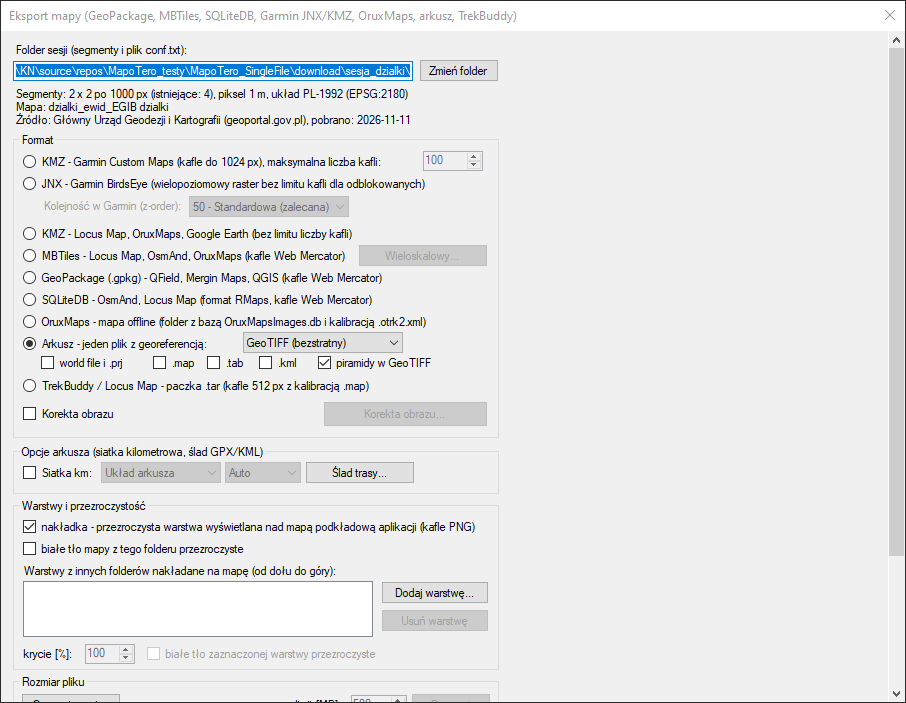 Eksport mapy (GeoPackage, MBTiles, SQLiteDB, Garmin JNX/KMZ, OruxMaps, arkusz, TrekBuddy)
Folder sesji (segmenty i plik conf.txt):
\KN\source\repos\MapoTero_testy\MapoTero_SingleFile\download\sesja_dzialki\
Zmień folder
Segmenty: 2 x 2 po 1000 px (istniejące: 4), piksel 1 m, układ PL-1992 (EPSG:2180)
Mapa: dzialki_ewid_EGIB dzialki
Źródło: Główny Urząd Geodezji i Kartografii (geoportal.gov.pl), pobrano: 2026-11-11
Format
KMZ - Garmin Custom Maps (kafle do 1024 px), maksymalna liczba kafli: 100
JNX - Garmin BirdsEye (wielopoziomowy raster bez limitu kafli dla odblokowanych)
Kolejność w Garmin (z-order): 50 - Standardowa (zalecana)
KMZ - Locus Map, OruxMaps, Google Earth (bez limitu liczby kafli)
MBTiles - Locus Map, OsmAnd, OruxMaps (kafle Web Mercator) Wieloskalowy...
GeoPackage (.gpkg) - QField, Mergin Maps, QGIS (kafle Web Mercator)
SQLiteDB - OsmAnd, Locus Map (format RMaps, kafle Web Mercator)
OruxMaps - mapa offline (folder z bazą OruxMapsImages.db i kalibracją .otrk2.xml)
Arkusz - jeden plik z georeferencją: GeoTIFF (bezstratny)
world file i .prj .map .tab .kml piramidy w GeoTIFF
TrekBuddy / Locus Map - paczka .tar (kafle 512 px z kalibracją .map)
Korekta obrazu Korekta obrazu...
Opcje arkusza (siatka kilometrowa, ślad GPX/KML)
Siatka km: Układ arkusza Auto Ślad trasy...
Warstwy i przezroczystość
nakładka - przezroczysta warstwa wyświetlana nad mapą podkładową aplikacji (kafle PNG)
białe tło mapy z tego folderu przezroczyste
Warstwy z innych folderów nakładane na mapę (od dołu do góry):
Dodaj warstwę...
Usuń warstwę
krycie [%]: 100 białe tło zaznaczonej warstwy przezroczyste
Rozmiar pliku